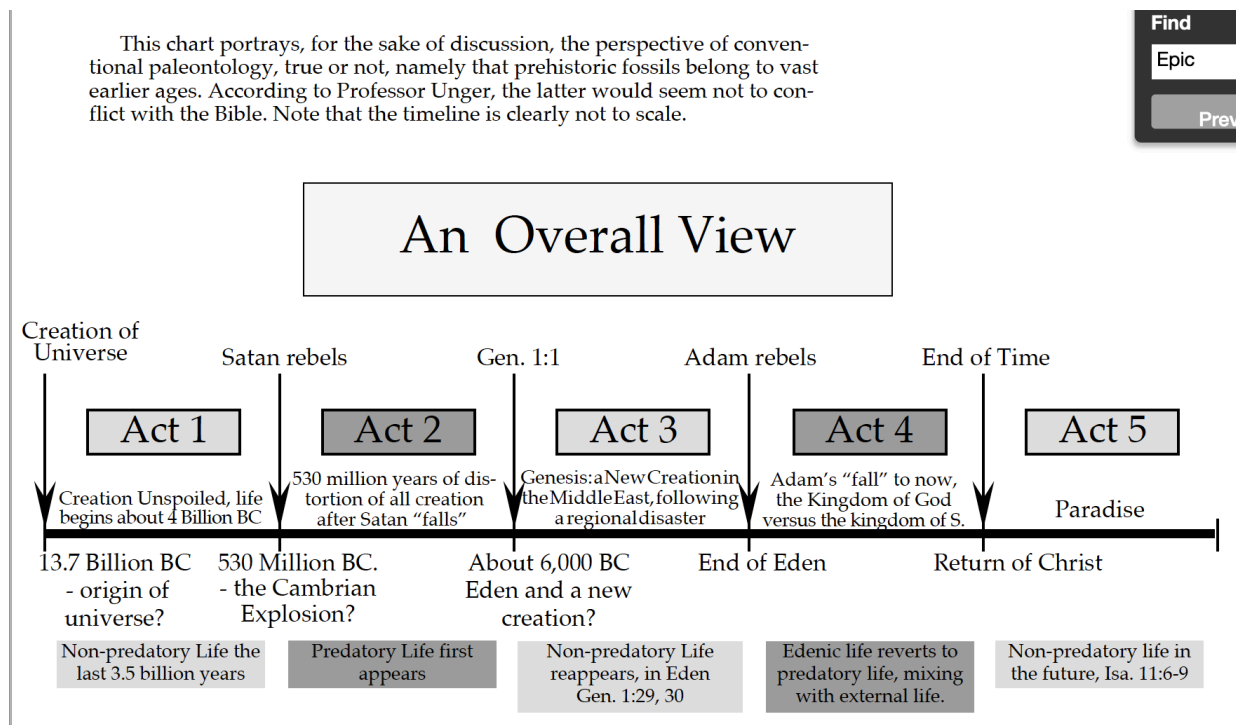 This chart portrays, for the sake of discussion, the perspective of conven-
tional paleontology, true or not, namely that prehistoric fossils belong to vast
earlier ages. According to Professor Unger, the latter would seem not to con-
flict with the Bible. Note that the timeline is clearly not to scale.
Find
Epic
Prev
An Overall View
Creation of
Universe
Satan rebels
Gen. 1:1
Adam rebels
End of Time
Act 1
Act 2
Act 3
Act 4
Act 5
Creation Unspoiled, life
begins about 4 Billion BC
530 million years of dis-
tortion of all creation
after Satan “falls”
Genesis: a New Creation in
the Middle East, following
a regional disaster
Adam’s “fall” to now,
the Kingdom of God
versus the kingdom of S.
Paradise
13.7 Billion BC
- origin of
universe?
530 Million BC.
- the Cambrian
Explosion?
About 6,000 BC
Eden and a new
creation?
End of Eden
Return of Christ
Non-predatory Life the
last 3.5 billion years
Predatory Life first
appears
Non-predatory Life
reappears, in Eden
Gen. 1:29, 30
Edenic life reverts to
predatory life, mixing
with external life.
Non-predatory life in
the future, Isa. 11:6-9